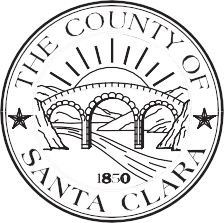 THE COUNTY OF
1850
SANTA CLARA